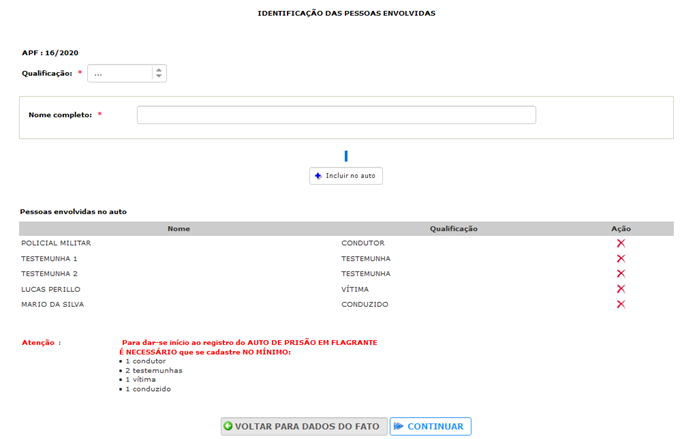 IDENTIFICAÇÃO DAS PESSOAS ENVOLVIDAS
APF : 16/2020
Qualificação: * ...
Nome completo: *
Incluir no auto
Pessoas envolvidas no auto
Nome Qualificação Ação
POLICIAL MILITAR CONDUTOR
TESTEMUNHA 1 TESTEMUNHA
TESTEMUNHA 2 TESTEMUNHA
LUCAS PERILLO VÍTIMA
MARIO DA SILVA CONDUZIDO
Atenção : Para dar-se início ao registro do AUTO DE PRISÃO EM FLAGRANTE
É NECESSÁRIO que se cadastre NO MÍNIMO:
• 1 condutor
• 2 testemunhas
• 1 vítima
• 1 conduzido
VOLTAR PARA DADOS DO FATO CONTINUAR